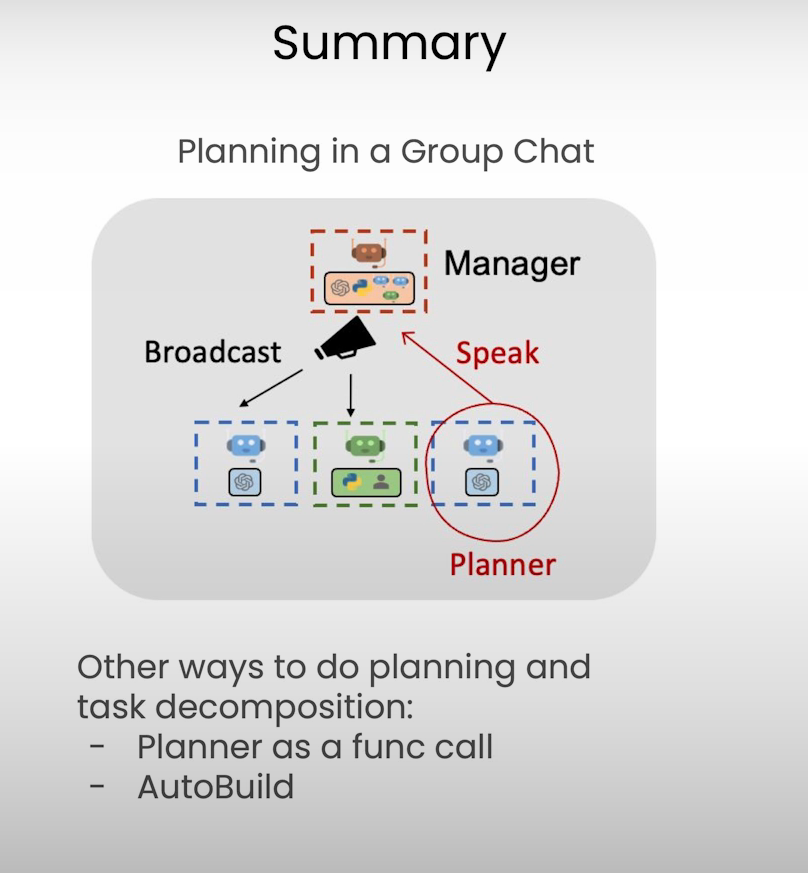 Summary
Planning in a Group Chat
Manager
Broadcast
Speak
Planner
Other ways to do planning and
task decomposition:
- Planner as a func call
- AutoBuild